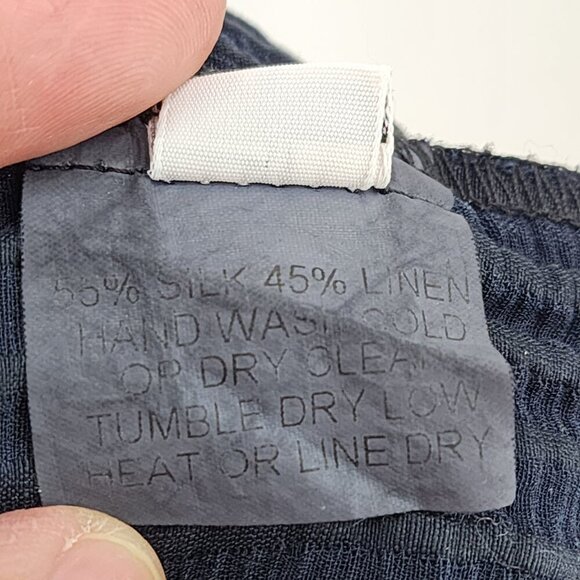 55% SILK 45% LINEN
HAND WASH COLD
OR DRY CLEAN
TUMBLE DRY LOW
HEAT OR LINE DRY